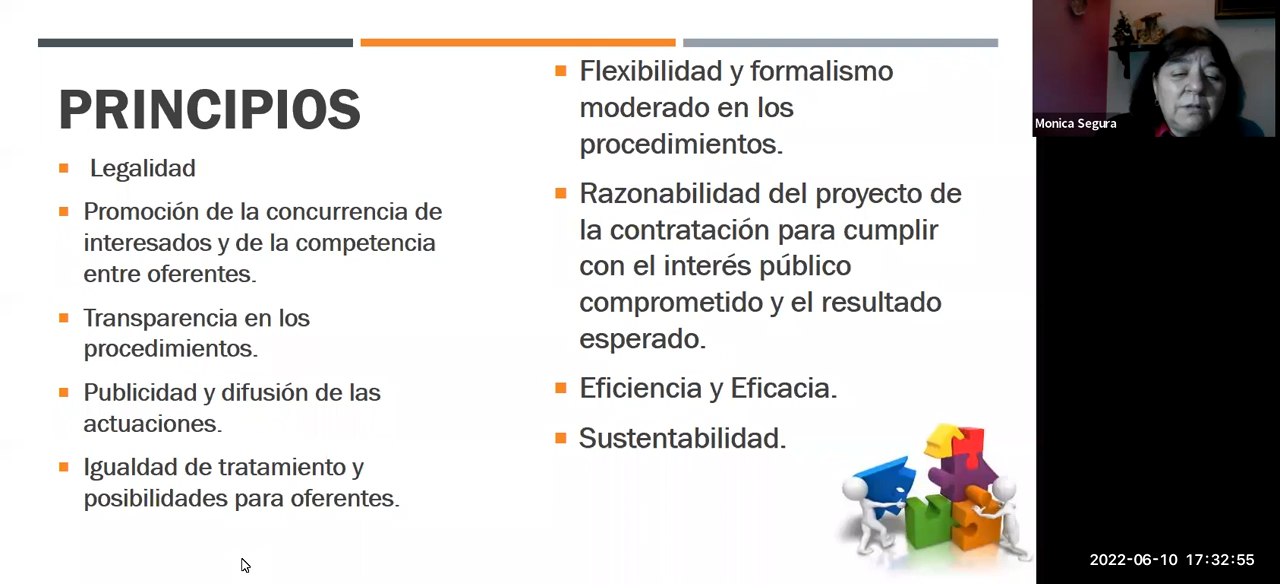 PRINCIPIOS
Legalidad
Promoción de la concurrencia de
interesados y de la competencia
entre oferentes.
Transparencia en los
procedimientos.
Publicidad y difusión de las
actuaciones.
Igualdad de tratamiento y
posibilidades para oferentes.
Flexibilidad y formalismo
moderado en los
procedimientos.
Razonabilidad del proyecto de
la contratación para cumplir
con el interés público
comprometido y el resultado
esperado.
Eficiencia y Eficacia.
Sustentabilidad.
Monica Segura
2022-06-10 17:32:55